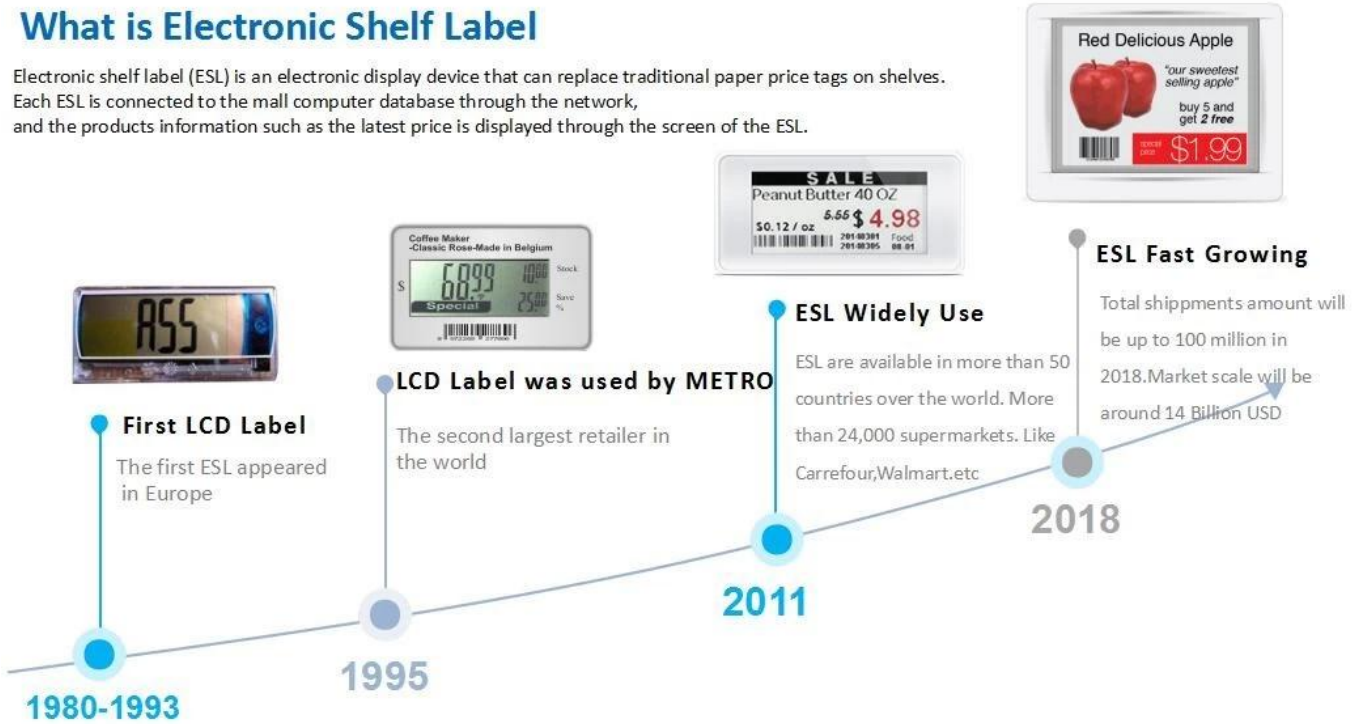 What is Electronic Shelf Label
Electronic shelf label (ESL) is an electronic display device that can replace traditional paper price tags on shelves.
Each ESL is connected to the mall computer database through the network,
and the products information such as the latest price is displayed through the screen of the ESL.
Red Delicious Apple
"our sweetest
selling apple"
buy 5 and
get 2 free
special
price
$1.99
SALE
Peanut Butter 40 OZ
5.55 $ 4.98
$0.12 / oz
Food
Coffee Maker
-Classic Rose-Made in Belgium
$ 68.99
Stock
Special
Save
%
ASS
First LCD Label
The first ESL appeared
in Europe
1980-1993
LCD Label was used by METRO
The second largest retailer in
the world
1995
ESL Widely Use
ESL are available in more than 50
countries over the world. More
than 24,000 supermarkets. Like
Carrefour,Walmart.etc
2011
ESL Fast Growing
Total shippments amount will
be up to 100 million in
2018.Market scale will be
around 14 Billion USD
2018